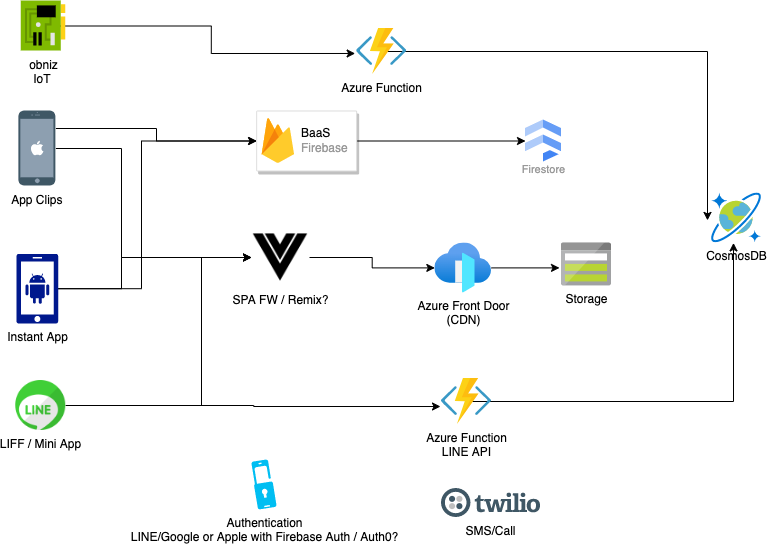 obniz
IoT
Azure Function
App Clips
BaaS
Firebase
Firestore
CosmosDB
Instant App
SPA FW / Remix?
Azure Front Door
(CDN)
Storage
LINE
LIFF / Mini App
Azure Function
LINE API
Authentication
LINE/Google or Apple with Firebase Auth / Auth0?
twilio
SMS/Call